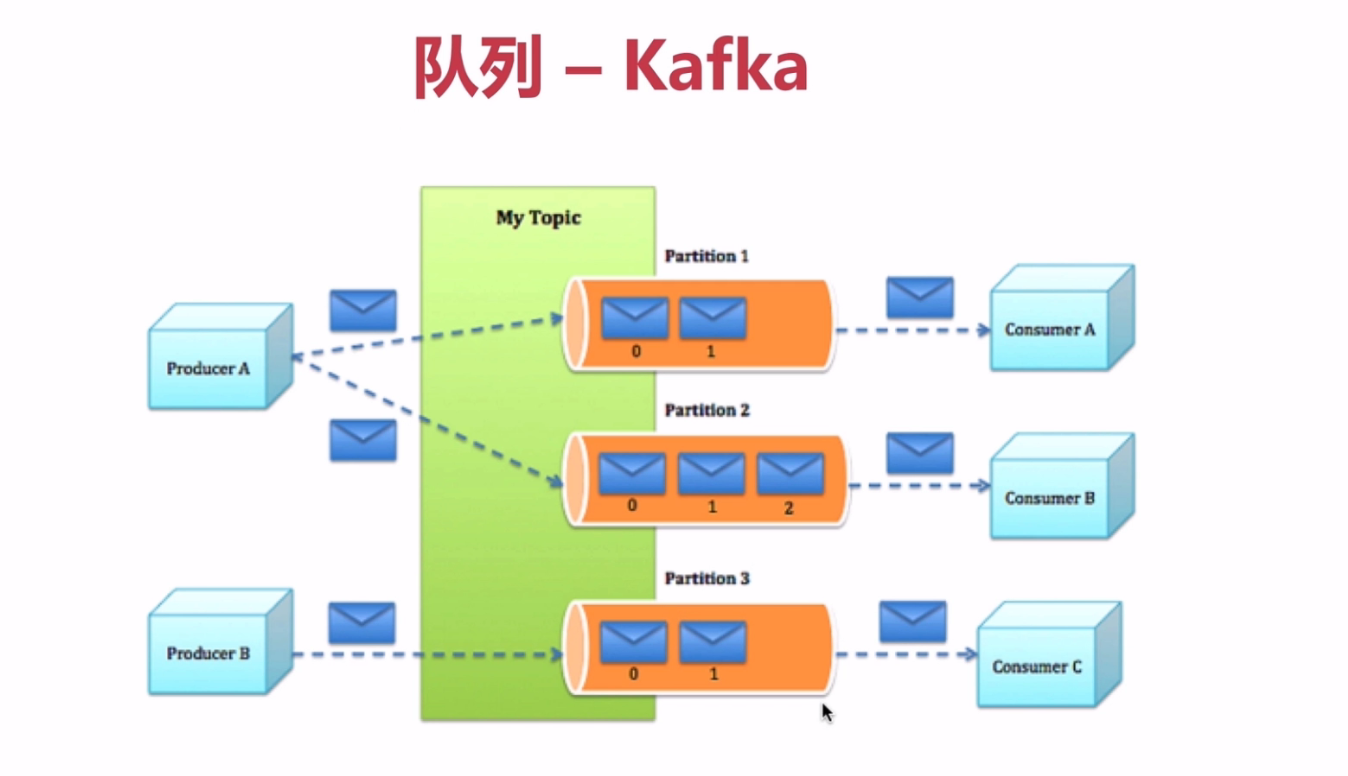 队列 – Kafka
My Topic
Partition 1
0 1
Producer A
Consumer A
Partition 2
0 1 2
Consumer B
Partition 3
0 1
Producer B
Consumer C